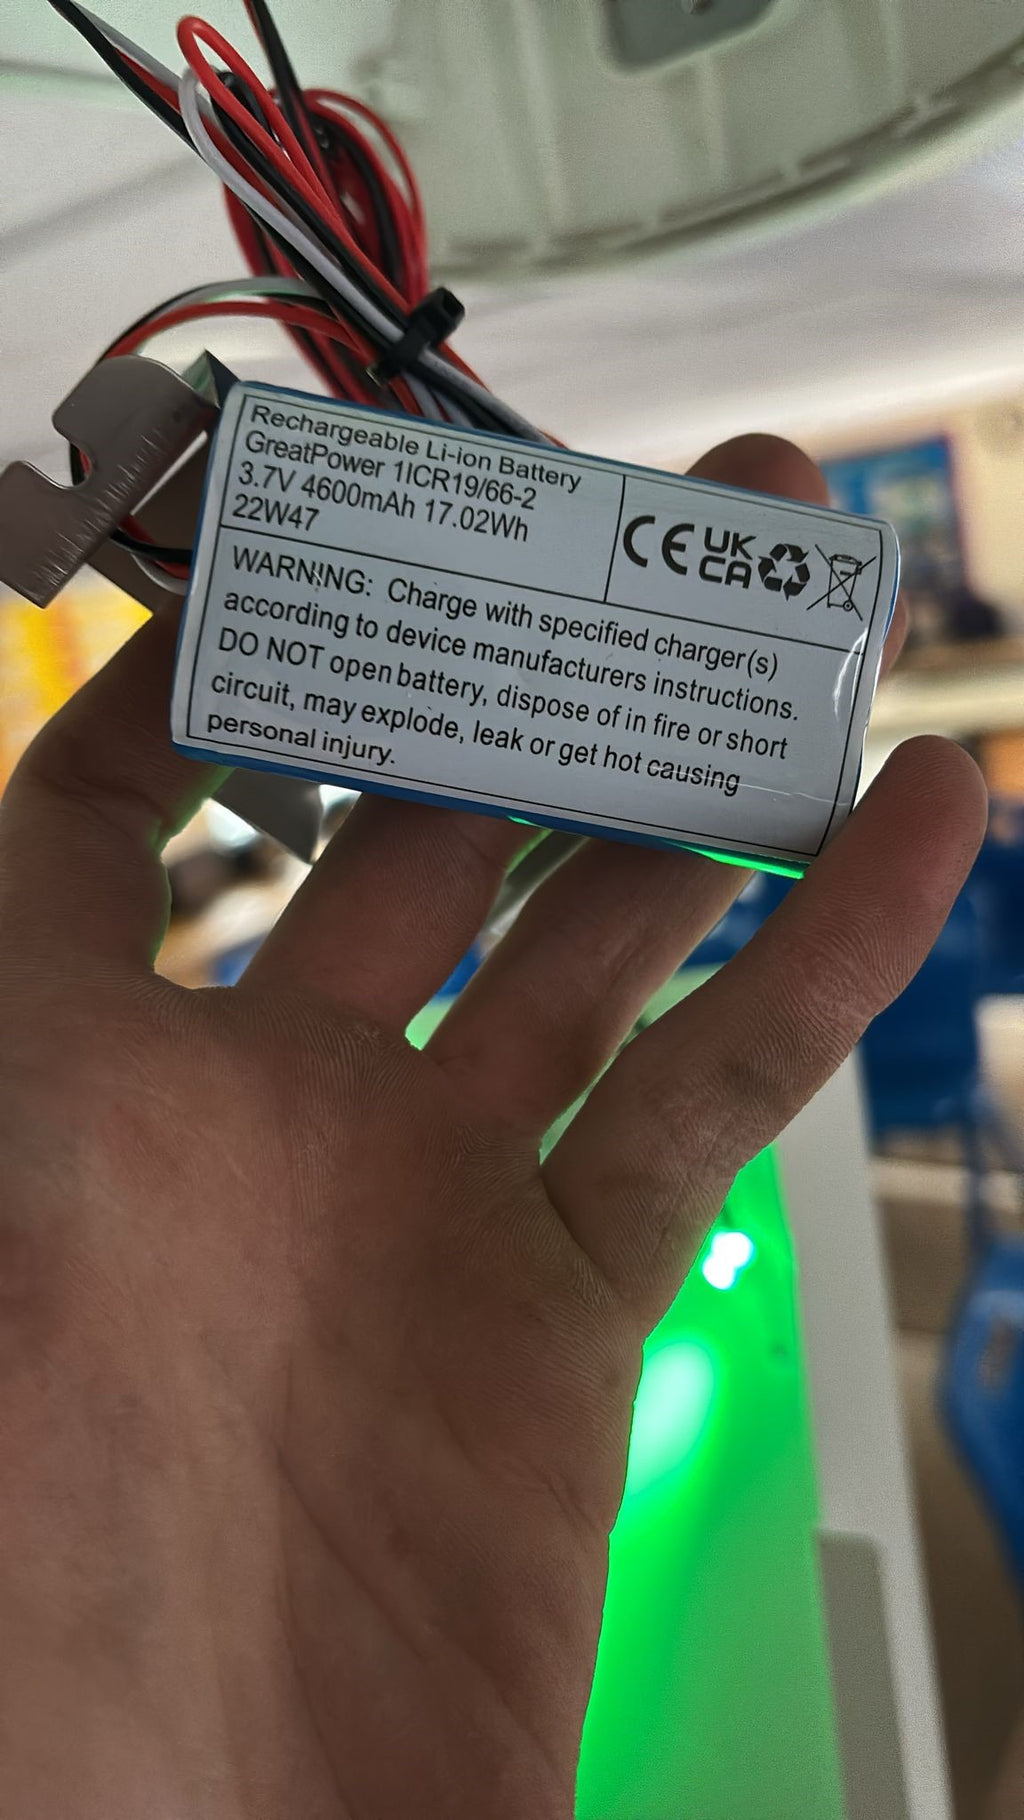 Rechargeable Li-ion Battery
GreatPower 1ICR19/66-2
3.7V 4600mAh 17.02Wh
22W47
CE UK CA
WARNING: Charge with specified charger(s)
according to device manufacturers instructions.
DO NOT open battery, dispose of in fire or short
circuit, may explode, leak or get hot causing
personal injury.